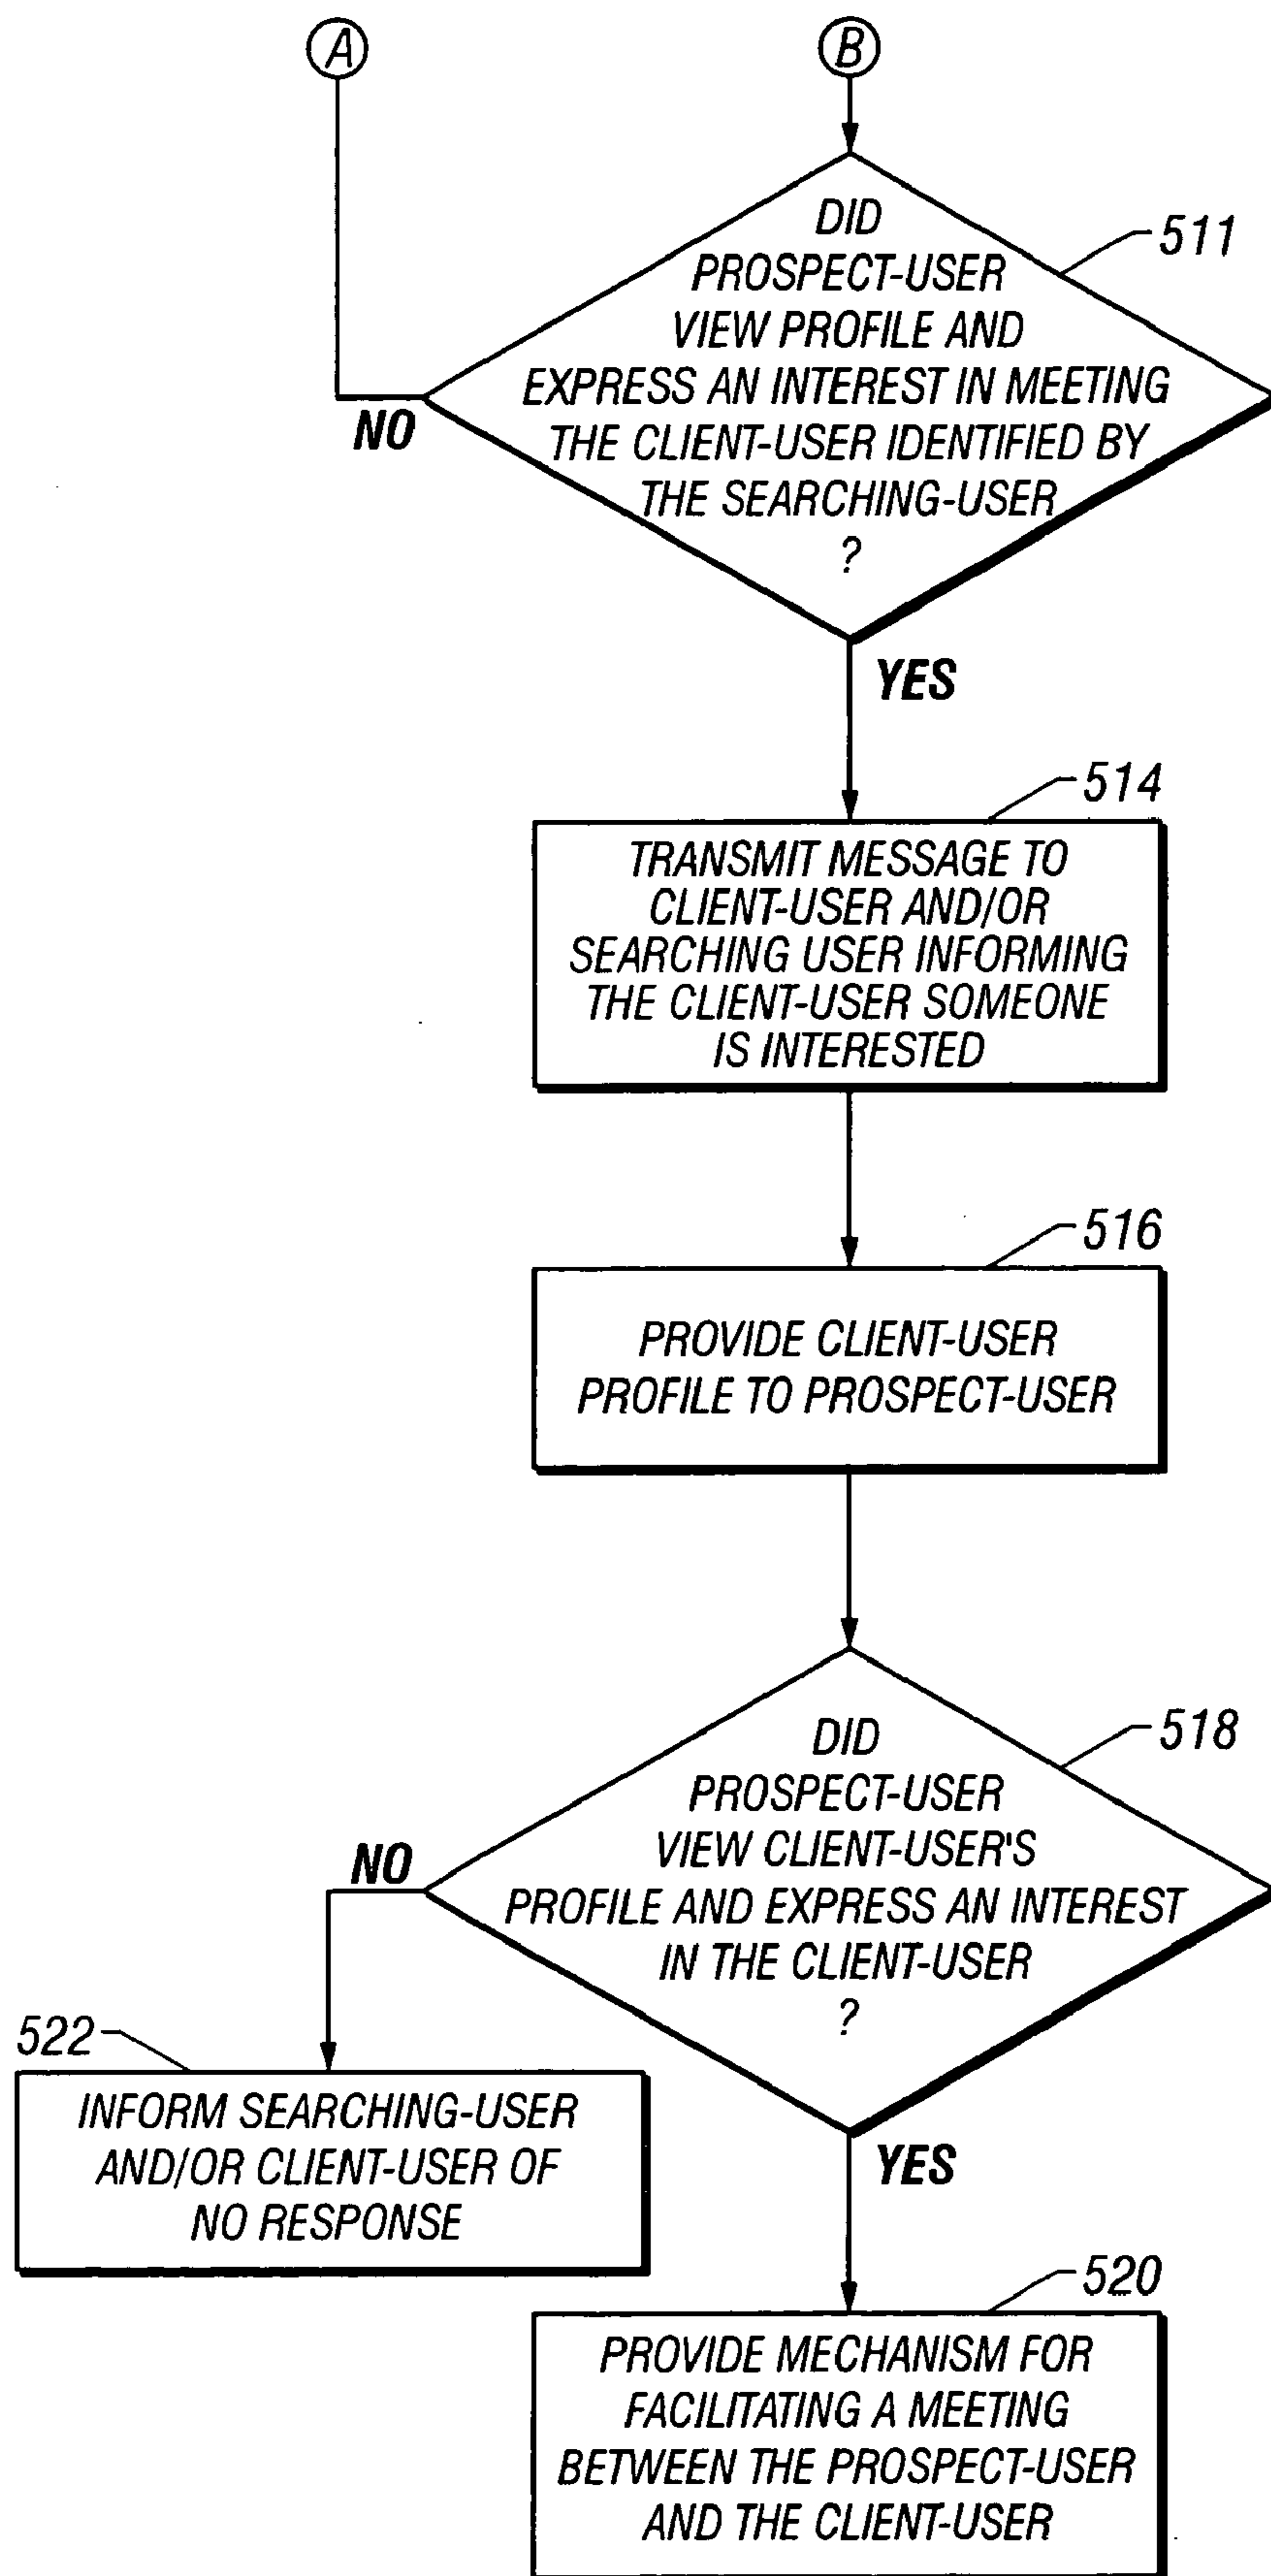 A
B
DID
PROSPECT-USER
VIEW PROFILE AND
EXPRESS AN INTEREST IN MEETING
THE CLIENT-USER IDENTIFIED BY
THE SEARCHING-USER
?
511
NO
YES
514
TRANSMIT MESSAGE TO
CLIENT-USER AND/OR
SEARCHING USER INFORMING
THE CLIENT-USER SOMEONE
IS INTERESTED
516
PROVIDE CLIENT-USER
PROFILE TO PROSPECT-USER
518
DID
PROSPECT-USER
VIEW CLIENT-USER'S
PROFILE AND EXPRESS AN INTEREST
IN THE CLIENT-USER
?
NO
YES
522
INFORM SEARCHING-USER
AND/OR CLIENT-USER OF
NO RESPONSE
520
PROVIDE MECHANISM FOR
FACILITATING A MEETING
BETWEEN THE PROSPECT-USER
AND THE CLIENT-USER